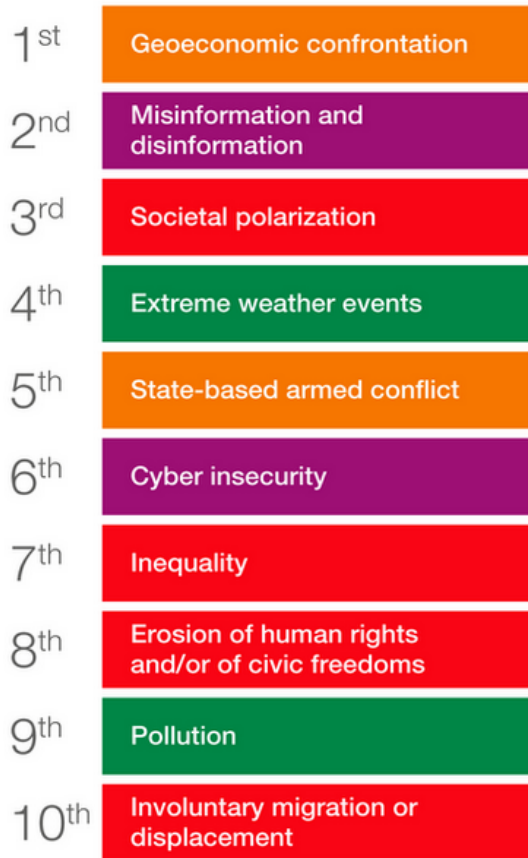 1st Geoeconomic confrontation
2nd Misinformation and
disinformation
3rd Societal polarization
4th Extreme weather events
5th State-based armed conflict
6th Cyber insecurity
7th Inequality
8th Erosion of human rights
and/or of civic freedoms
9th Pollution
10th Involuntary migration or
displacement